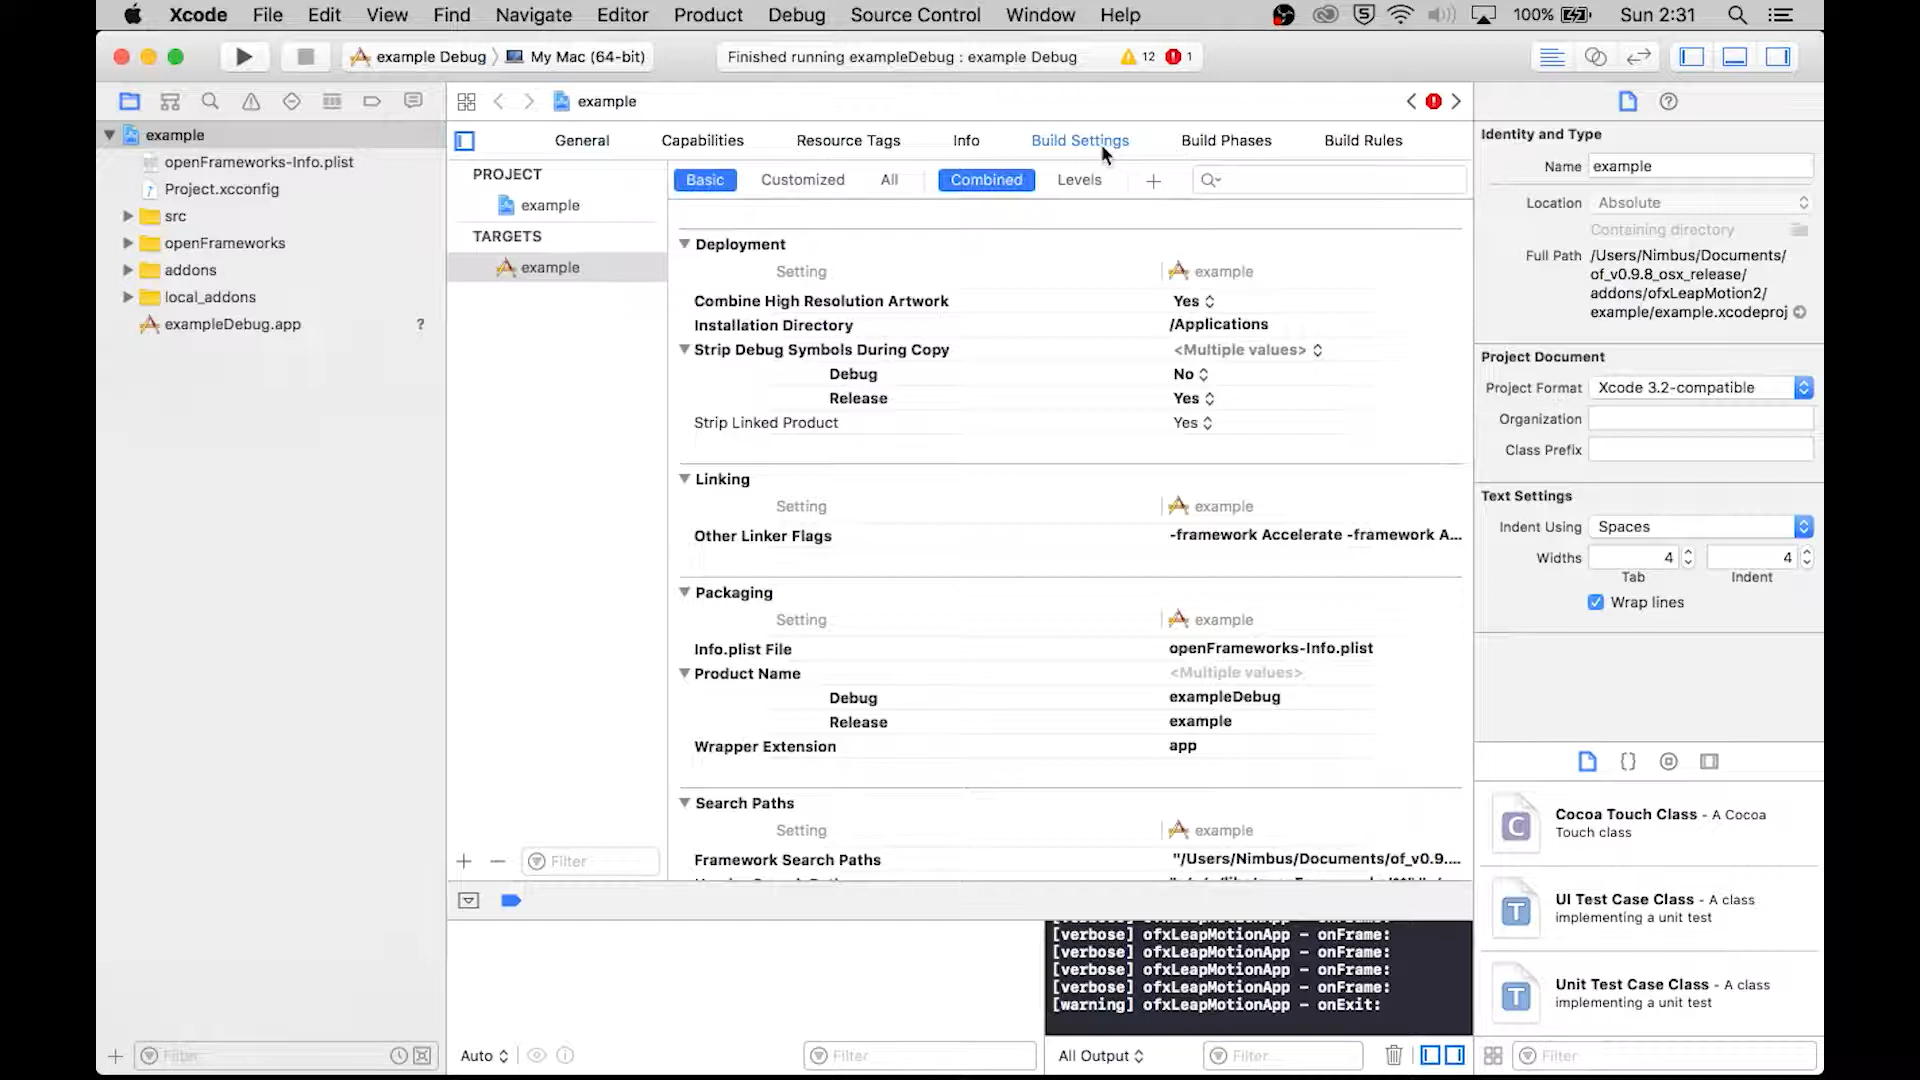 Xcode File Edit View Find Navigate Editor Product Debug Source Control Window Help 100% Sun 2:31
example Debug My Mac (64-bit) Finished running exampleDebug : example Debug 12 1
example
General Capabilities Resource Tags Info Build Settings Build Phases Build Rules
Basic Customized All Combined Levels
example
openFrameworks-Info.plist
Project.xcconfig
src
openFrameworks
addons
local_addons
exampleDebug.app ?
PROJECT
example
TARGETS
example
Filter
Deployment
Setting example
Combine High Resolution Artwork Yes
Installation Directory /Applications
Strip Debug Symbols During Copy <Multiple values>
Debug No
Release Yes
Strip Linked Product Yes
Linking
Setting example
Other Linker Flags -framework Accelerate -framework A...
Packaging
Setting example
Info.plist File openFrameworks-Info.plist
Product Name <Multiple values>
Debug exampleDebug
Release example
Wrapper Extension app
Search Paths
Setting example
Framework Search Paths "/Users/Nimbus/Documents/of_v0.9....
[verbose] ofxLeapMotionApp - onFrame:
[verbose] ofxLeapMotionApp - onFrame:
[verbose] ofxLeapMotionApp - onFrame:
[verbose] ofxLeapMotionApp - onFrame:
[warning] ofxLeapMotionApp - onExit:
Filter Auto Filter All Output Filter Filter
Identity and Type
Name example
Location Absolute
Containing directory
Full Path /Users/Nimbus/Documents/
of_v0.9.8_osx_release/
addons/ofxLeapMotion2/
example/example.xcodeproj
Project Document
Project Format Xcode 3.2-compatible
Organization
Class Prefix
Text Settings
Indent Using Spaces
Widths 4 4
Tab Indent
Wrap lines
Cocoa Touch Class - A Cocoa
Touch class
UI Test Case Class - A class
implementing a unit test
Unit Test Case Class - A class
implementing a unit test